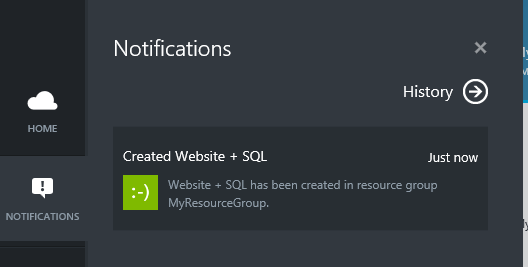 Notifications
×
History
HOME
Created Website + SQL
Just now
:-)
Website + SQL has been created in resource group
MyResourceGroup.
NOTIFICATIONS